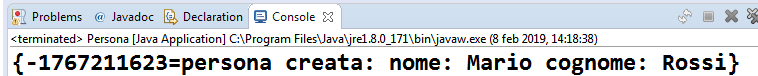 Problems @ Javadoc Declaration Console
<terminated> Persona [Java Application] C:\Program Files\Java\jre1.8.0_171\bin\javaw.exe (8 feb 2019, 14:18:38)
{-1767211623=persona creata: nome: Mario cognome: Rossi}